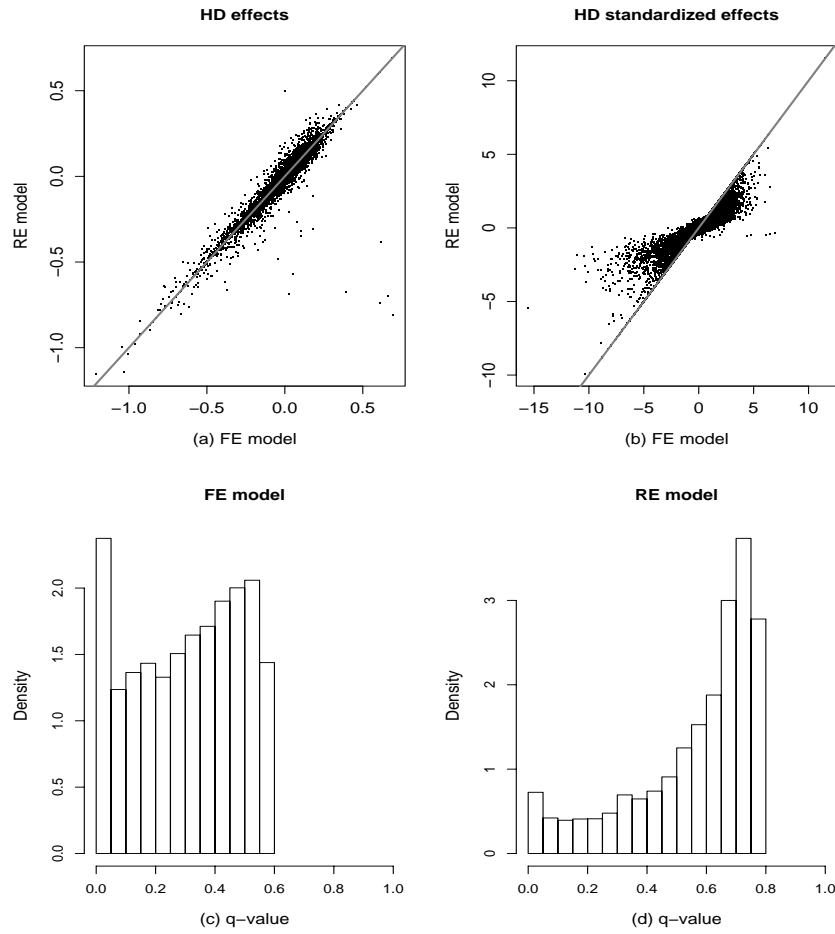 HD effects
RE model
0.5
0.0
−0.5
−1.0
−1.0 −0.5 0.0 0.5
(a) FE model
HD standardized effects
RE model
10
5
0
−5
−10
−15 −10 −5 0 5 10
(b) FE model
FE model
Density
2.0
1.5
1.0
0.5
0.0
0.0 0.2 0.4 0.6 0.8 1.0
(c) q−value
RE model
Density
3
2
1
0
0.0 0.2 0.4 0.6 0.8 1.0
(d) q−value